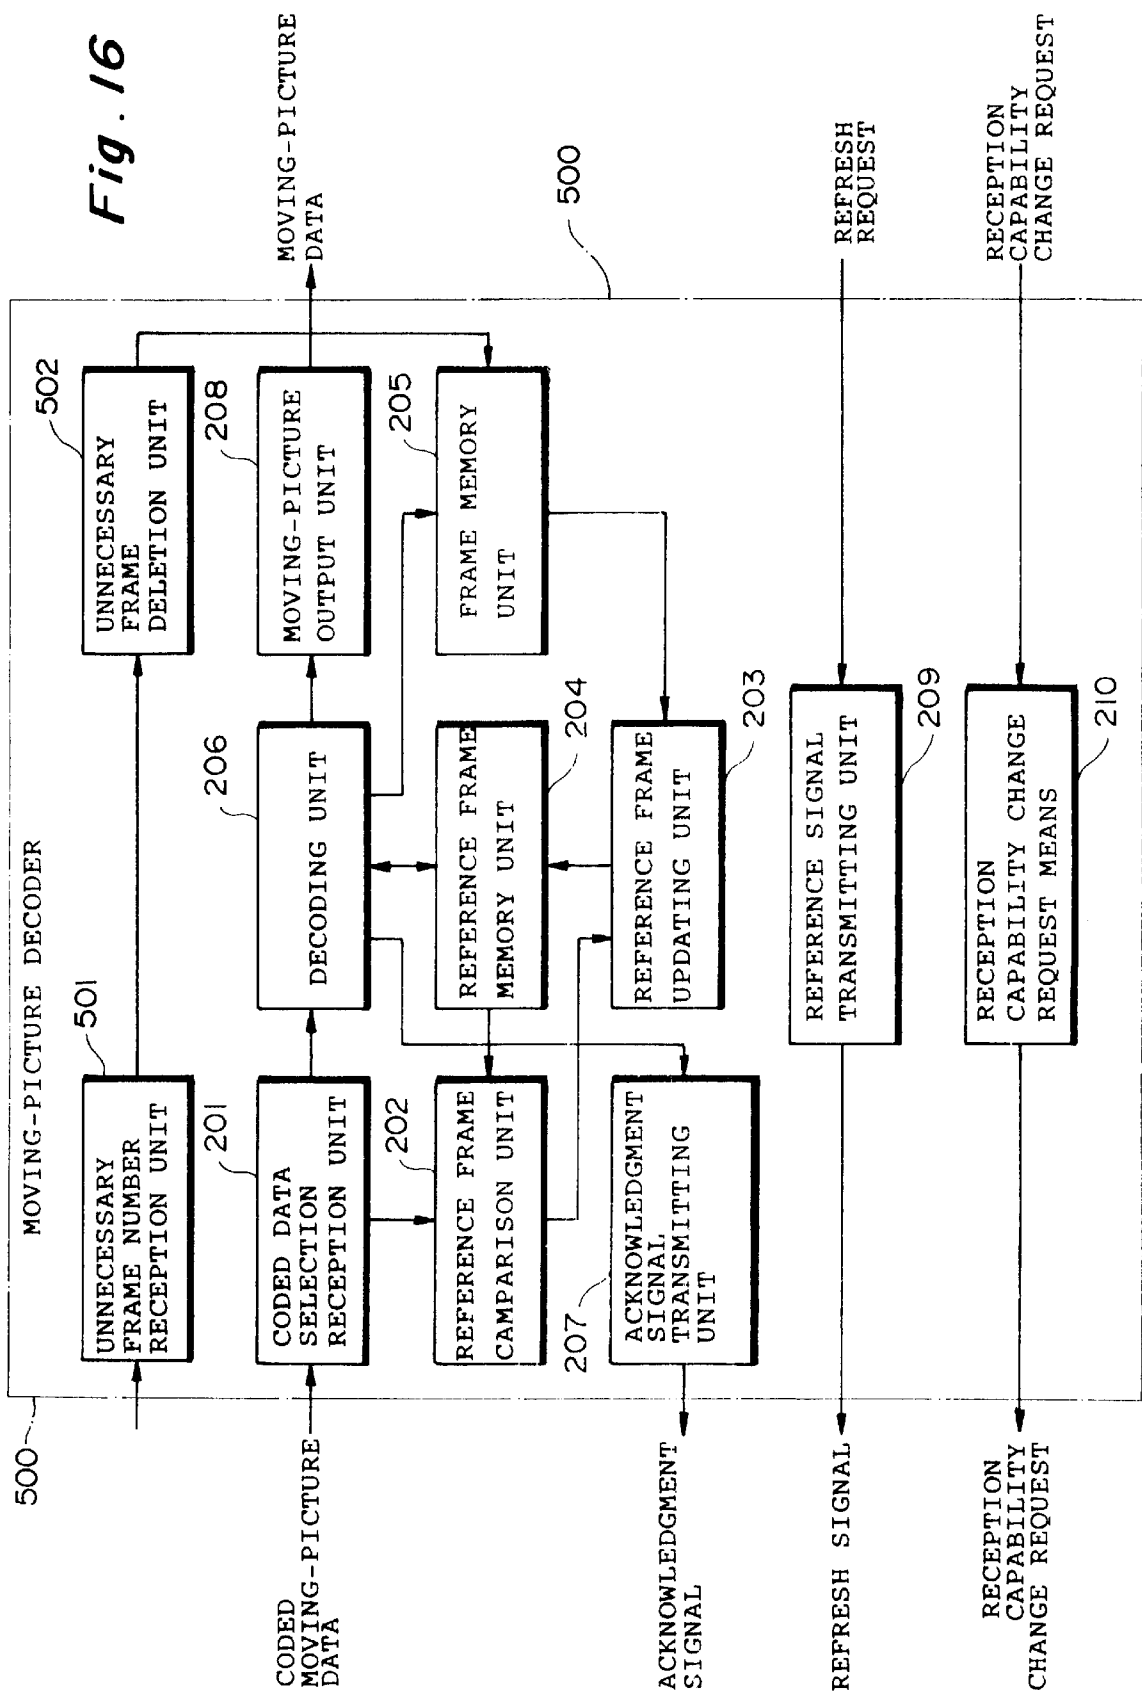 Fig. 16
MOVING-PICTURE DECODER
500
UNNECESSARY
FRAME NUMBER
RECEPTION UNIT
501
UNNECESSARY
FRAME
DELETION UNIT
502
CODED
MOVING-PICTURE
DATA
CODED DATA
SELECTION
RECEPTION UNIT
201
DECODING UNIT
206
MOVING-PICTURE
OUTPUT UNIT
208
MOVING-PICTURE
DATA
REFERENCE FRAME
CAMPARISON UNIT
202
REFERENCE FRAME
MEMORY UNIT
204
FRAME MEMORY
UNIT
205
ACKNOWLEDGMENT
SIGNAL
ACKNOWLEDGMENT
SIGNAL
TRANSMITTING
UNIT
207
REFERENCE FRAME
UPDATING UNIT
203
500
REFRESH SIGNAL
REFERENCE SIGNAL
TRANSMITTING UNIT
209
REFRESH
REQUEST
RECEPTION
CAPABILITY
CHANGE REQUEST
RECEPTION
CAPABILITY CHANGE
REQUEST MEANS
210
RECEPTION
CAPABILITY
CHANGE REQUEST